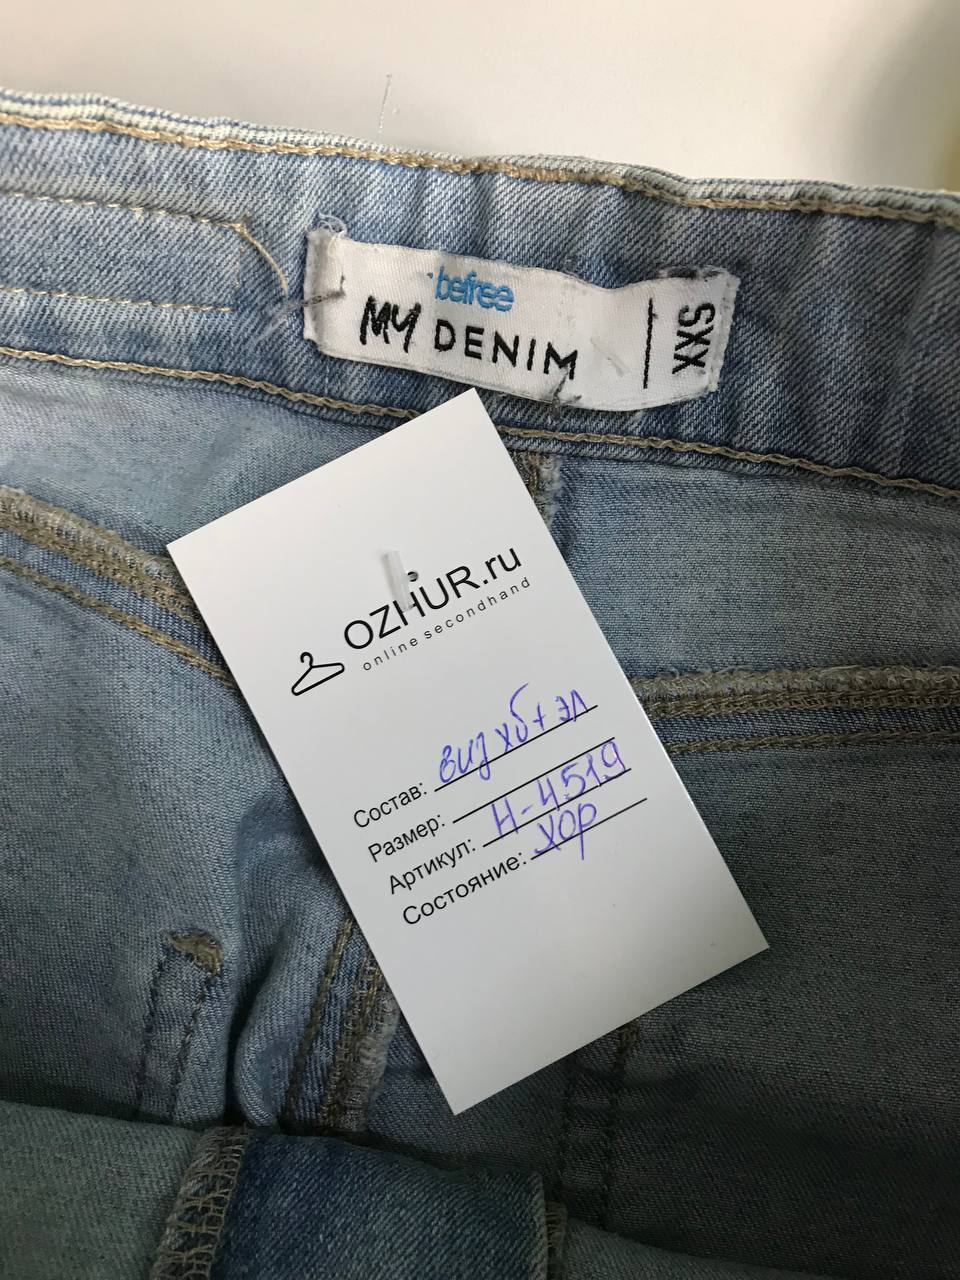 befree
MY DENIM
XXS
OZHUR.ru
online secondhand
Состав: виз хб + эл
Размер:
Артикул: Н-4519
Состояние: хор